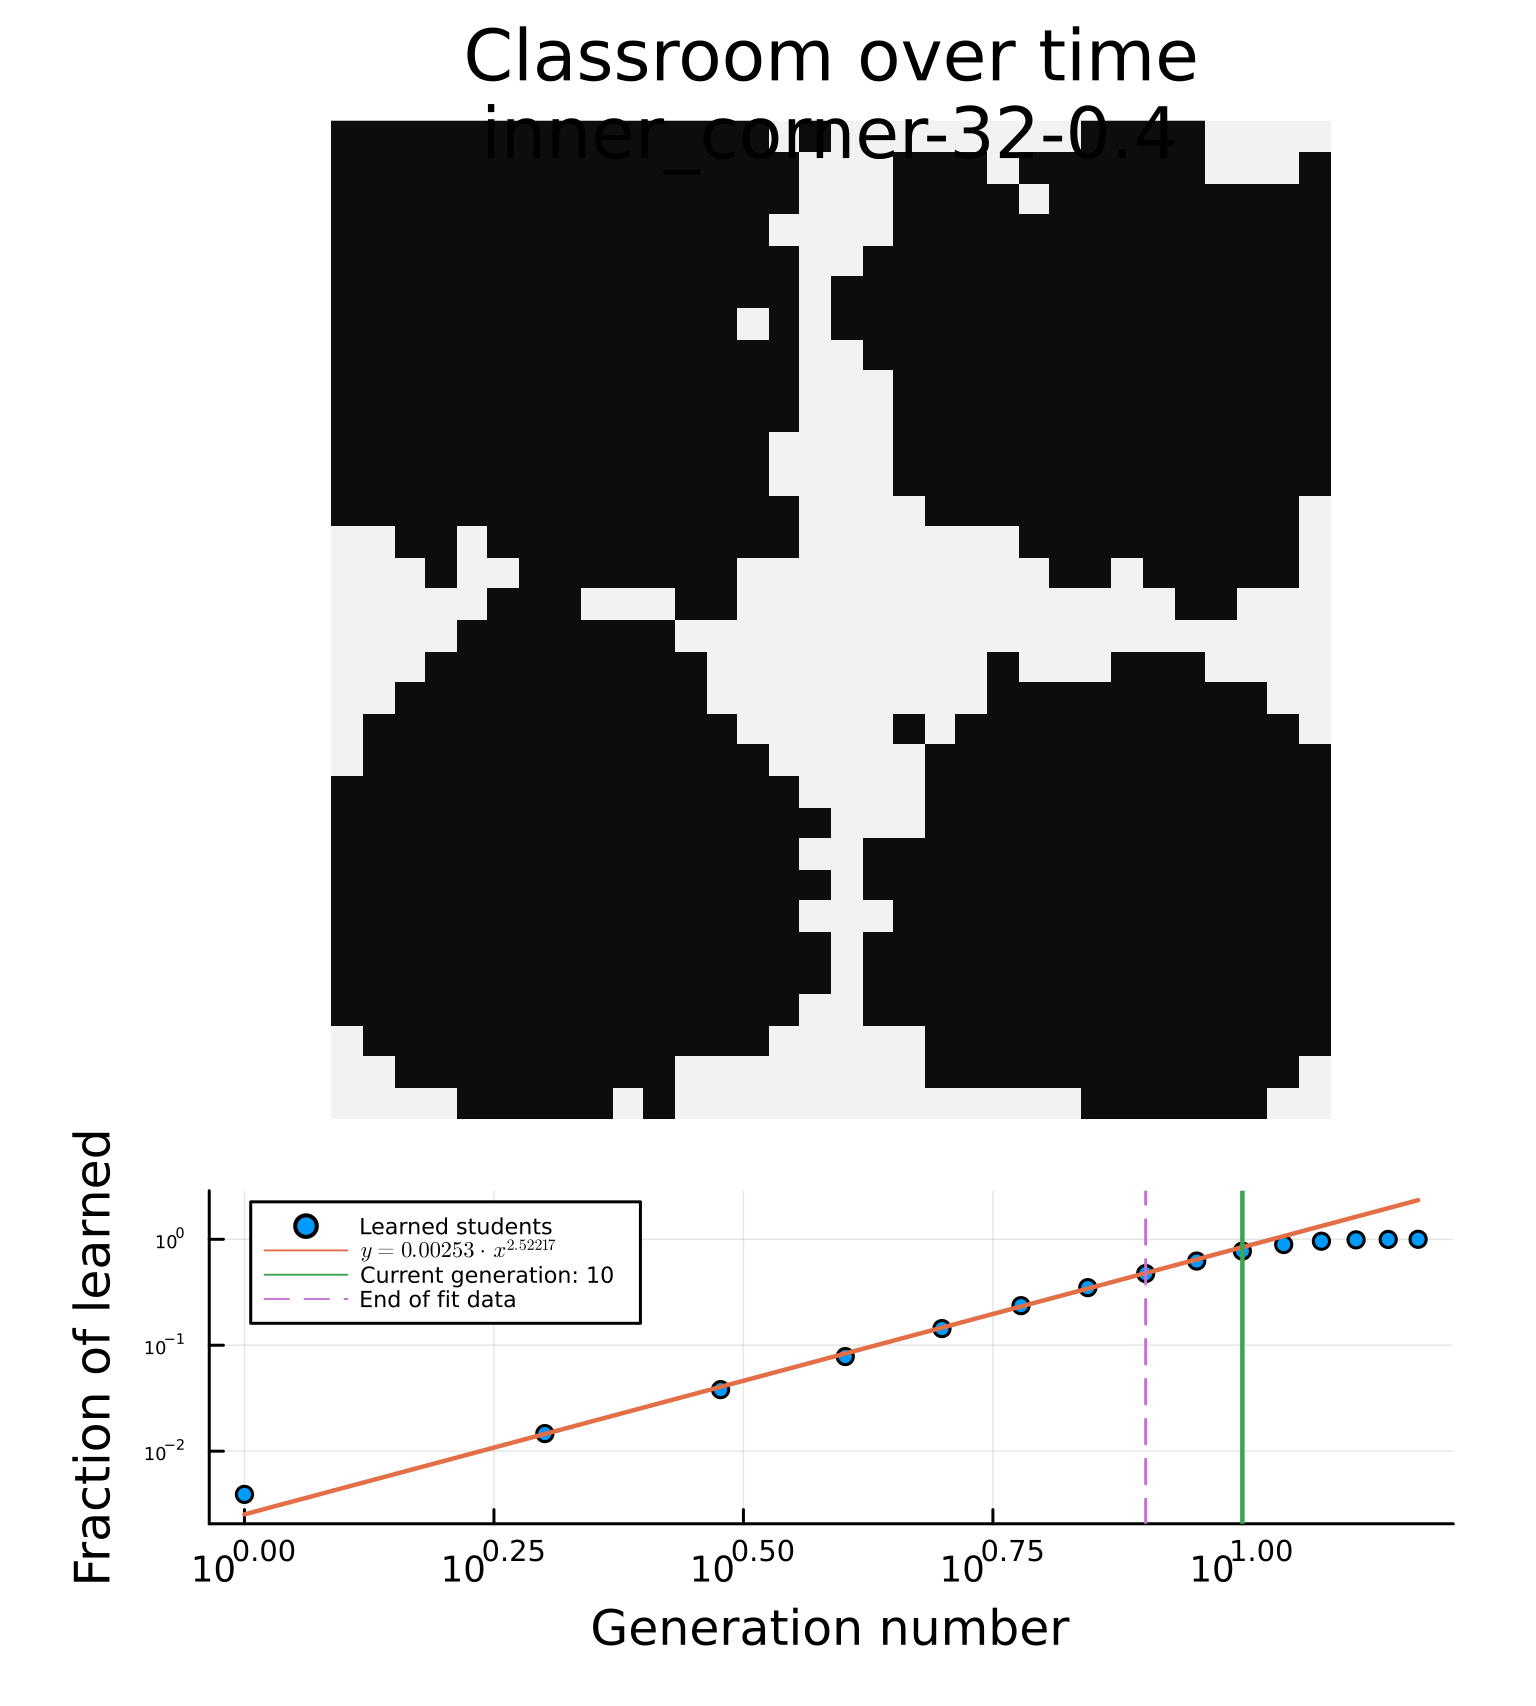 Classroom over time
inner_corner-32-0.4
Fraction of learned
10^0
10^−1
10^−2
Learned students
y = 0.00253 · x^2.52217
Current generation: 10
End of fit data
10^0.00 10^0.25 10^0.50 10^0.75 10^1.00
Generation number